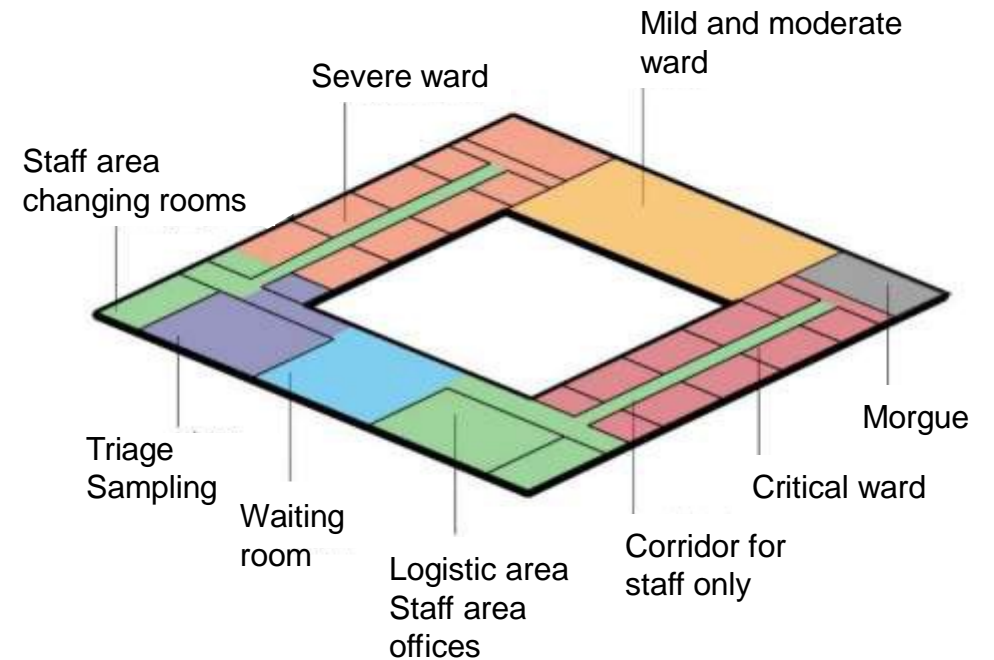 Mild and moderate
ward
Severe ward
Staff area
changing rooms
Morgue
Triage
Sampling
Critical ward
Waiting
room
Corridor for
staff only
Logistic area
Staff area
offices